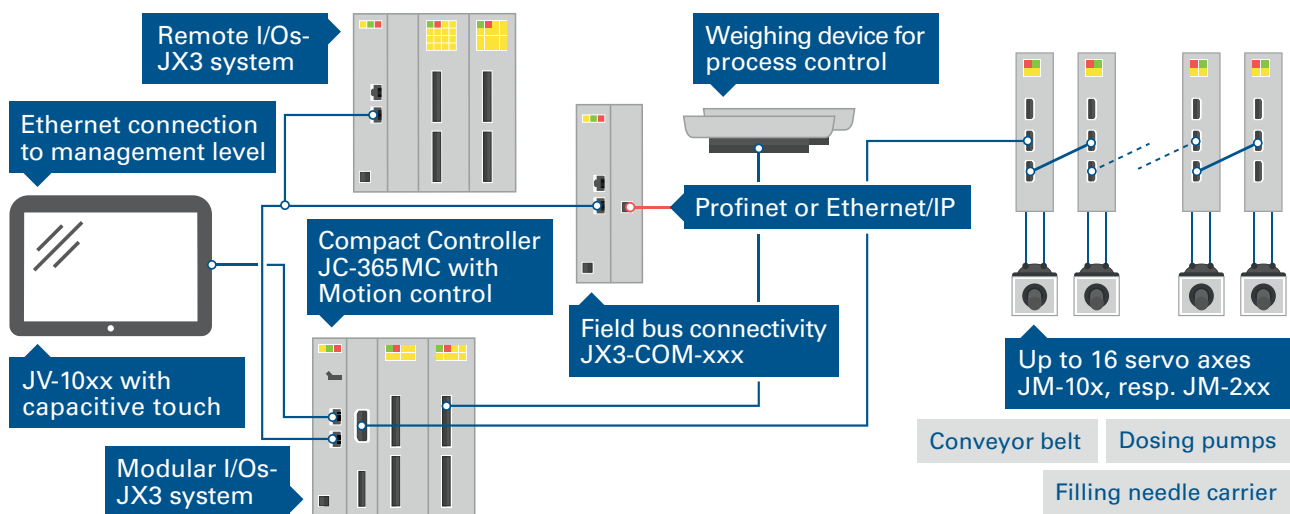 Remote I/Os-
JX3 system
Weighing device for
process control
Ethernet connection
to management level
Profinet or Ethernet/IP
Compact Controller
JC-365MC with
Motion control
Field bus connectivity
JX3-COM-xxx
JV-10xx with
capacitive touch
Up to 16 servo axes
JM-10x, resp. JM-2xx
Conveyor belt
Dosing pumps
Modular I/Os-
JX3 system
Filling needle carrier